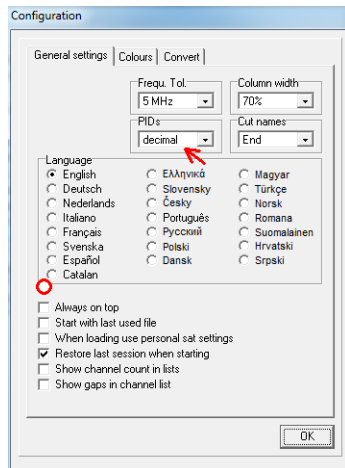 Configuration
General settings Colours Convert
Frequ. Tol. Column width
5 MHz 70%
PIDs Cut names
decimal End
Language
English Ελληνικά Magyar
Deutsch Slovensky Türkçe
Nederlands Česky Norsk
Italiano Português Romana
Français Русский Suomalainen
Svenska Polski Hrvatski
Español Dansk Srpski
Catalan
Always on top
Start with last used file
When loading use personal sat settings
Restore last session when starting
Show channel count in lists
Show gaps in channel list
OK